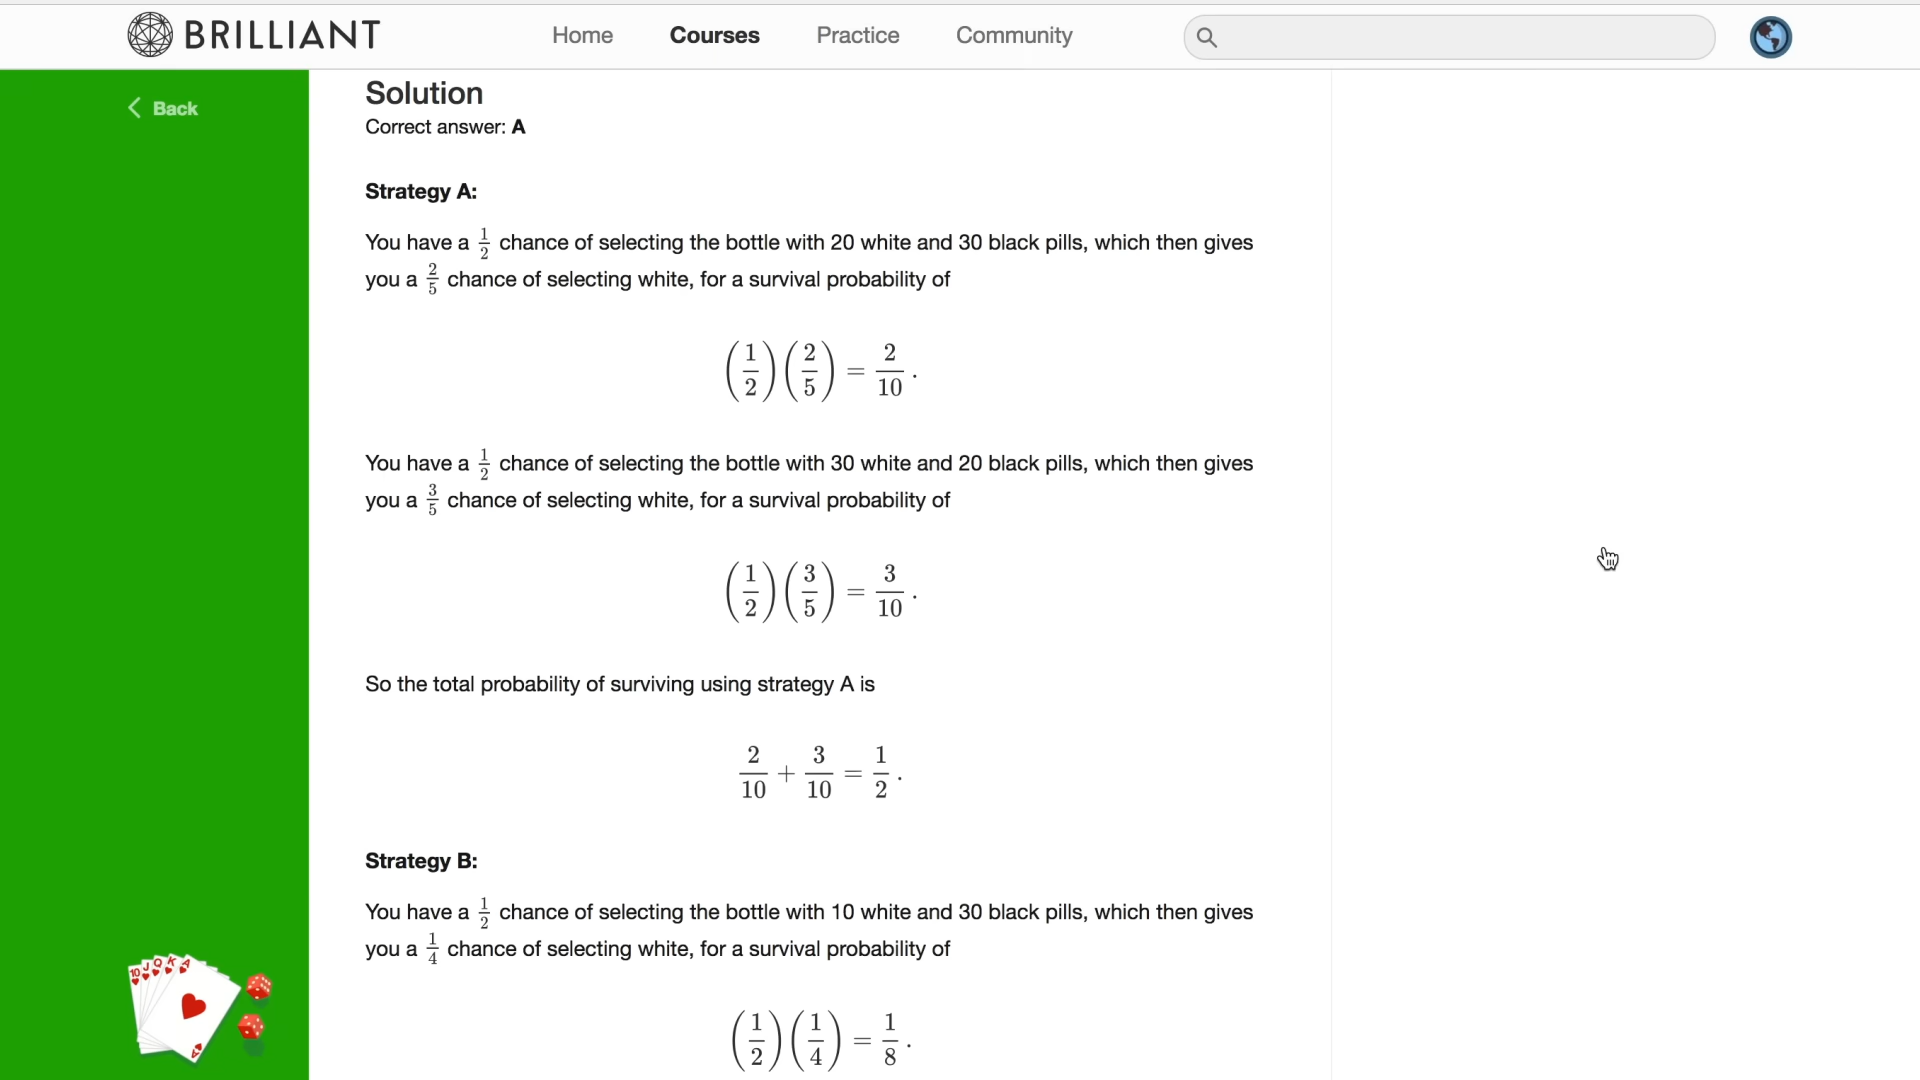 BRILLIANT
Home Courses Practice Community
Back
Solution
Correct answer: A
Strategy A:
You have a 1/2 chance of selecting the bottle with 20 white and 30 black pills, which then gives
you a 2/5 chance of selecting white, for a survival probability of
(1/2)(2/5) = 2/10.
You have a 1/2 chance of selecting the bottle with 30 white and 20 black pills, which then gives
you a 3/5 chance of selecting white, for a survival probability of
(1/2)(3/5) = 3/10.
So the total probability of surviving using strategy A is
2/10 + 3/10 = 1/2.
Strategy B:
You have a 1/2 chance of selecting the bottle with 10 white and 30 black pills, which then gives
you a 1/4 chance of selecting white, for a survival probability of
(1/2)(1/4) = 1/8.
10 J Q K A